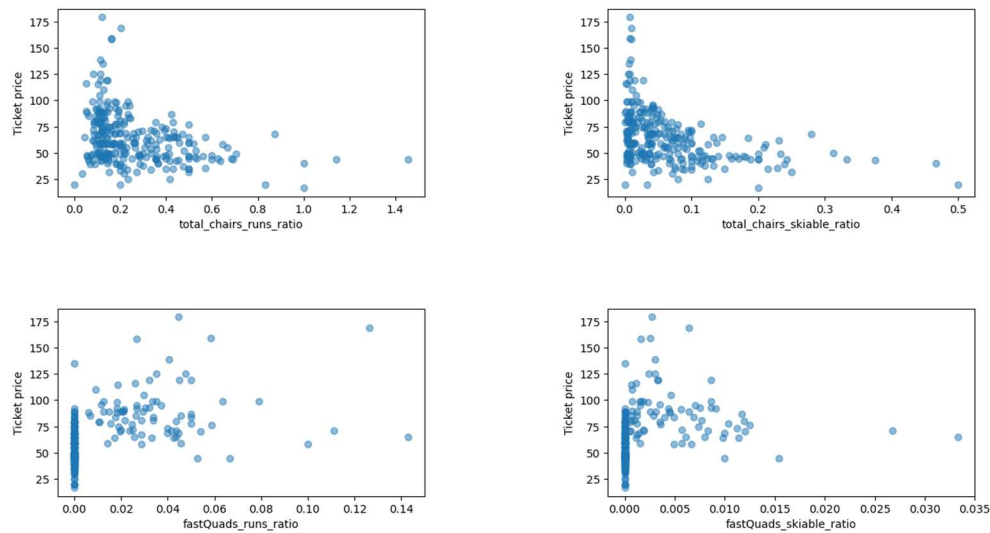 175
150
125
100
75
50
25
Ticket price
0.0 0.2 0.4 0.6 0.8 1.0 1.2 1.4
total_chairs_runs_ratio
175
150
125
100
75
50
25
Ticket price
0.0 0.1 0.2 0.3 0.4 0.5
total_chairs_skiable_ratio
175
150
125
100
75
50
25
Ticket price
0.00 0.02 0.04 0.06 0.08 0.10 0.12 0.14
fastQuads_runs_ratio
175
150
125
100
75
50
25
Ticket price
0.000 0.005 0.010 0.015 0.020 0.025 0.030 0.035
fastQuads_skiable_ratio